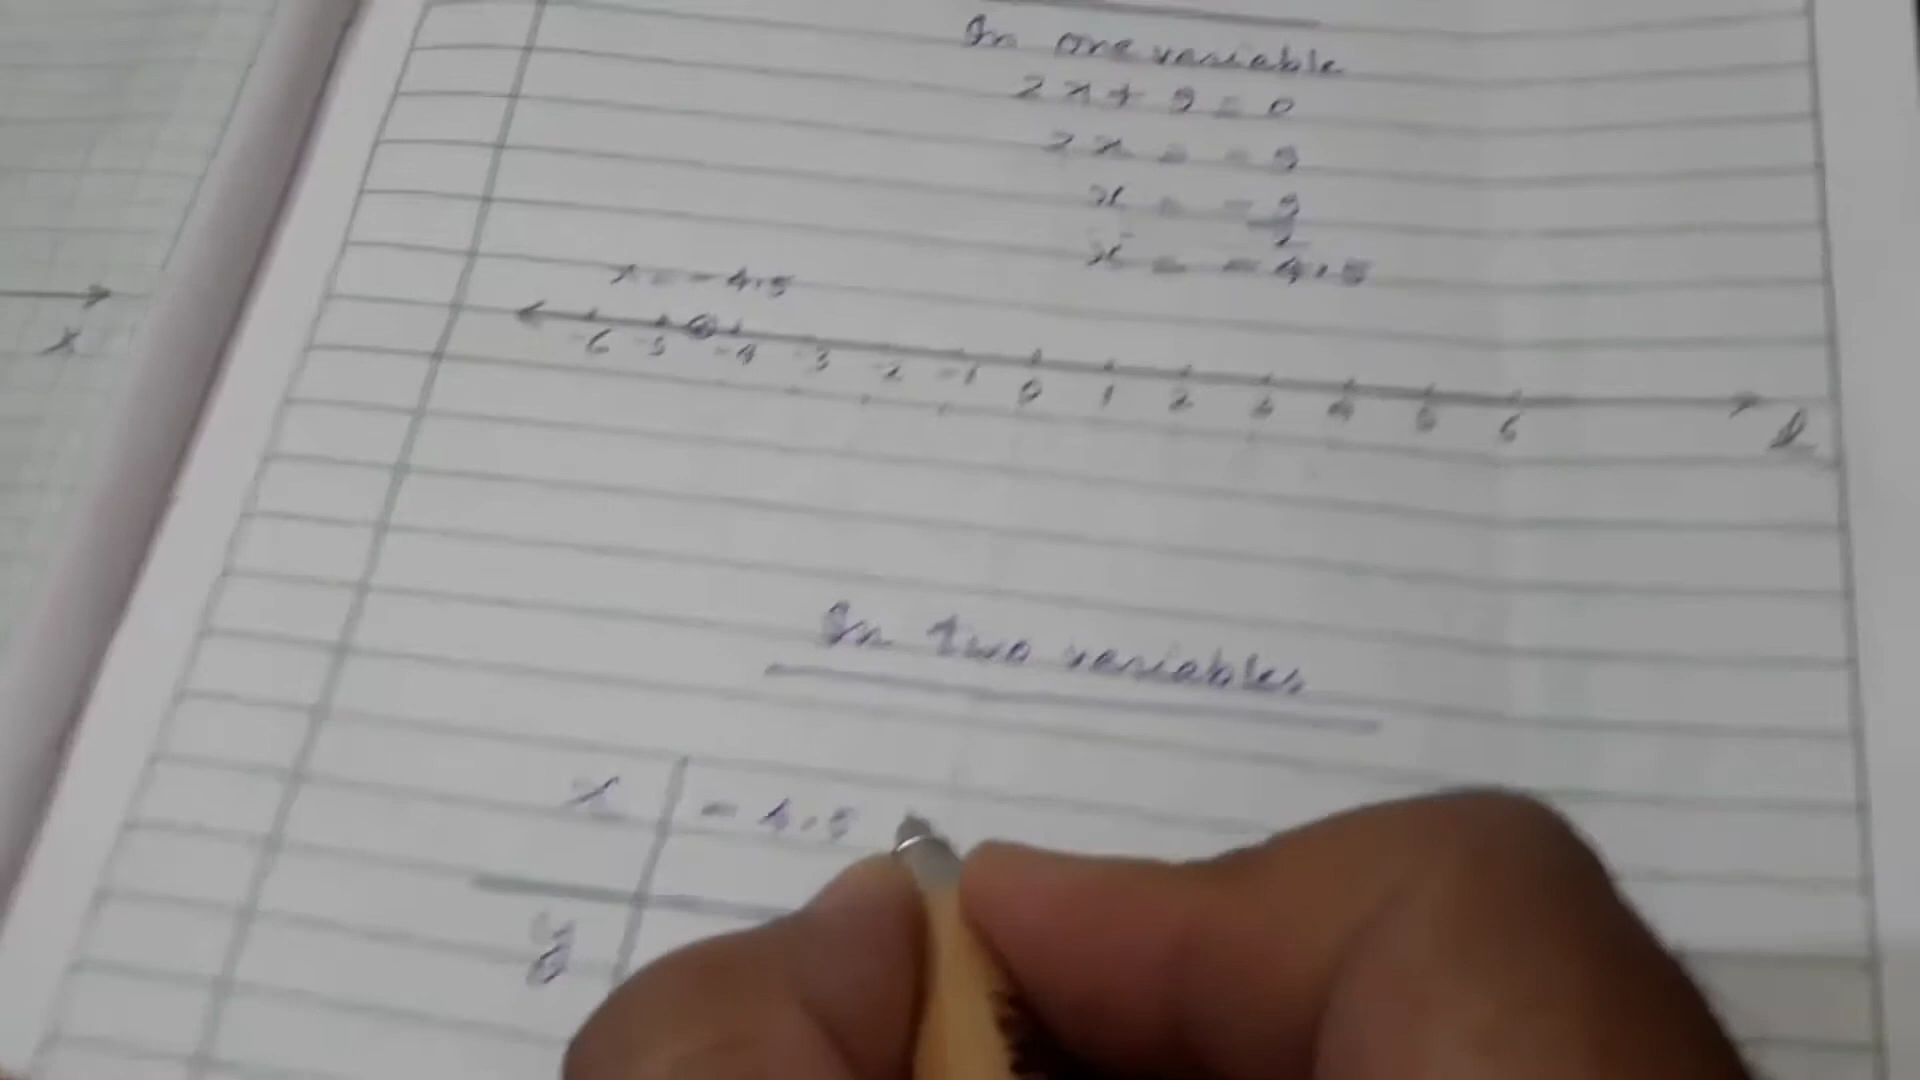 In one variable
2x + 9 = 0
2x = -9
x = -9/2
x = -4.5
x = -4.5
-6 -5 -4 -3 -2 -1 0 1 2 3 4 5 6 l
In two variables
x -4.5
y
x